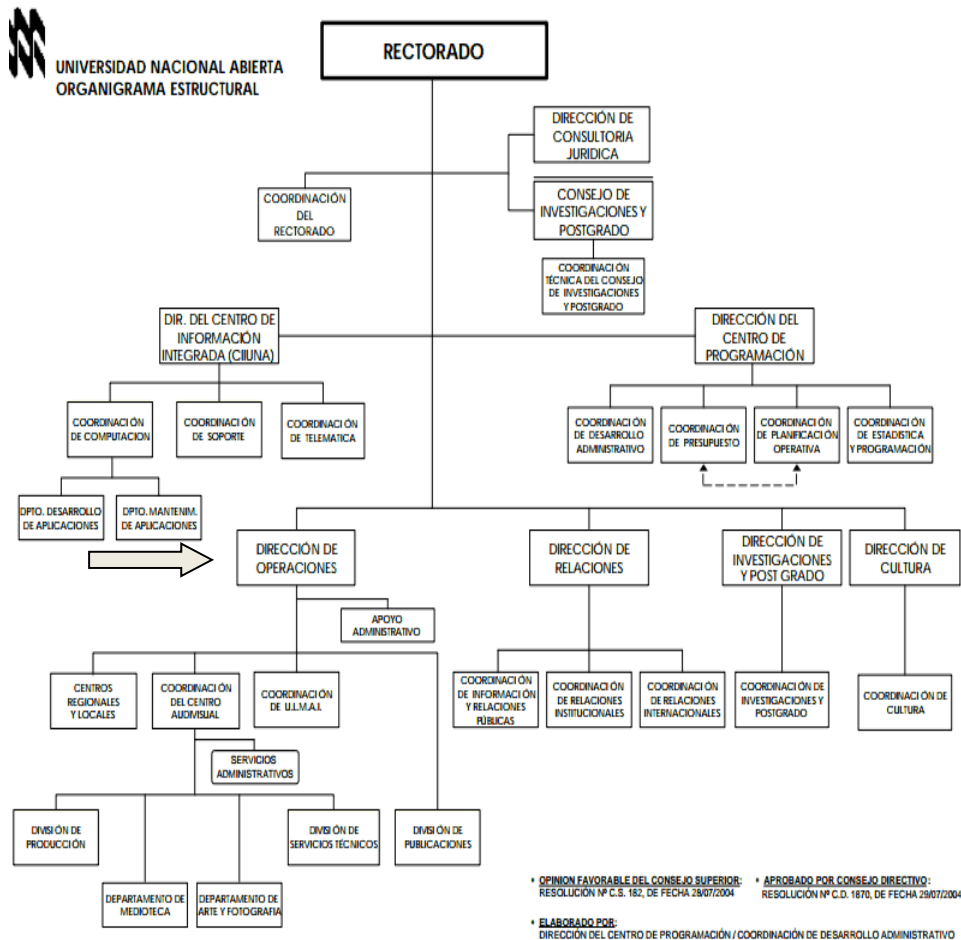 RECTORADO
UNIVERSIDAD NACIONAL ABIERTA
ORGANIGRAMA ESTRUCTURAL
DIRECCIÓN DE
CONSULTORIA
JURIDICA
COORDINACIÓN
DEL
RECTORADO
CONSEJO DE
INVESTIGACIONES Y
POSTGRADO
COORDINACIÓN
TÉCNICA DEL CONSEJO
DE INVESTIGACIONES
Y POSTGRADO
DIR. DEL CENTRO DE
INFORMACIÓN
INTEGRADA (CIIUNA)
DIRECCIÓN DEL
CENTRO DE
PROGRAMACIÓN
COORDINACIÓN
DE COMPUTACION
COORDINACIÓN
DE SOPORTE
COORDINACIÓN
DE TELEMATICA
COORDINACIÓN
DE DESARROLLO
ADMINISTRATIVO
COORDINACIÓN
DE PRESUPUESTO
COORDINACIÓN
DE PLANIFICACIÓN
OPERATIVA
COORDINACIÓN
DE ESTADISTICA
Y PROGRAMACIÓN
DPTO. DESARROLLO
DE APLICACIONES
DPTO. MANTENIM.
DE APLICACIONES
DIRECCIÓN DE
OPERACIONES
DIRECCIÓN DE
RELACIONES
DIRECCIÓN DE
INVESTIGACIONES
Y POST GRADO
DIRECCIÓN DE
CULTURA
APOYO
ADMINISTRATIVO
CENTROS
REGIONALES
Y LOCALES
COORDINACIÓN
DEL CENTRO
AUDIVISUAL
COORDINACIÓN
DE U.I.M.A.I.
COORDINACIÓN
DE INFORMACIÓN
Y RELACIONES
PÚBLICAS
COORDINACIÓN
DE RELACIONES
INSTITUCIONALES
COORDINACIÓN
DE RELACIONES
INTERNACIONALES
COORDINACIÓN DE
INVESTIGACIONES Y
POSTGRADO
COORDINACIÓN DE
CULTURA
SERVICIOS
ADMINISTRATIVOS
DIVISIÓN DE
PRODUCCIÓN
DIVISIÓN DE
SERVICIOS TÉCNICOS
DIVISIÓN DE
PUBLICACIONES
DEPARTAMENTO DE
MEDIOTECA
DEPARTAMENTO DE
ARTE Y FOTOGRAFIA
• OPINION FAVORABLE DEL CONSEJO SUPERIOR:
RESOLUCIÓN Nº C.S. 182, DE FECHA 28/07/2004
• APROBADO POR CONSEJO DIRECTIVO:
RESOLUCIÓN Nº C.D. 1870, DE FECHA 29/07/2004
• ELABORADO POR:
DIRECCIÓN DEL CENTRO DE PROGRAMACIÓN / COORDINACIÓN DE DESARROLLO ADMINISTRATIVO